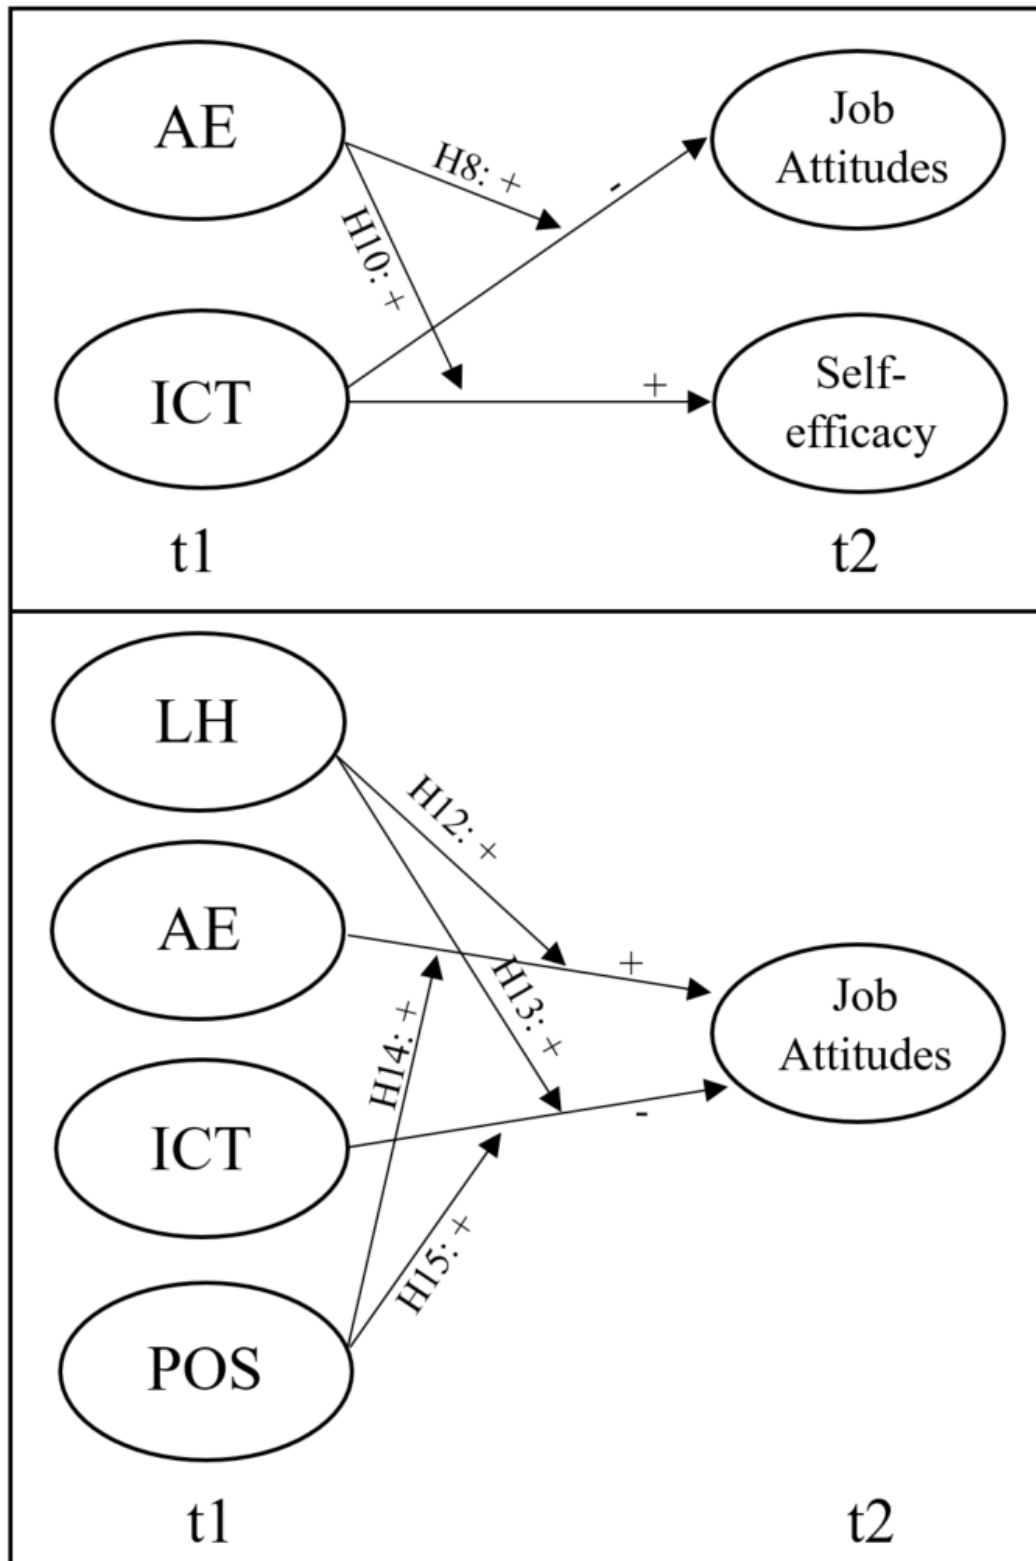 AE
Job
Attitudes
H8: +
-
H10: +
ICT
+
Self-
efficacy
t1
t2
LH
H12: +
AE
+
H13: +
Job
Attitudes
H14: +
ICT
-
H15: +
POS
t1
t2